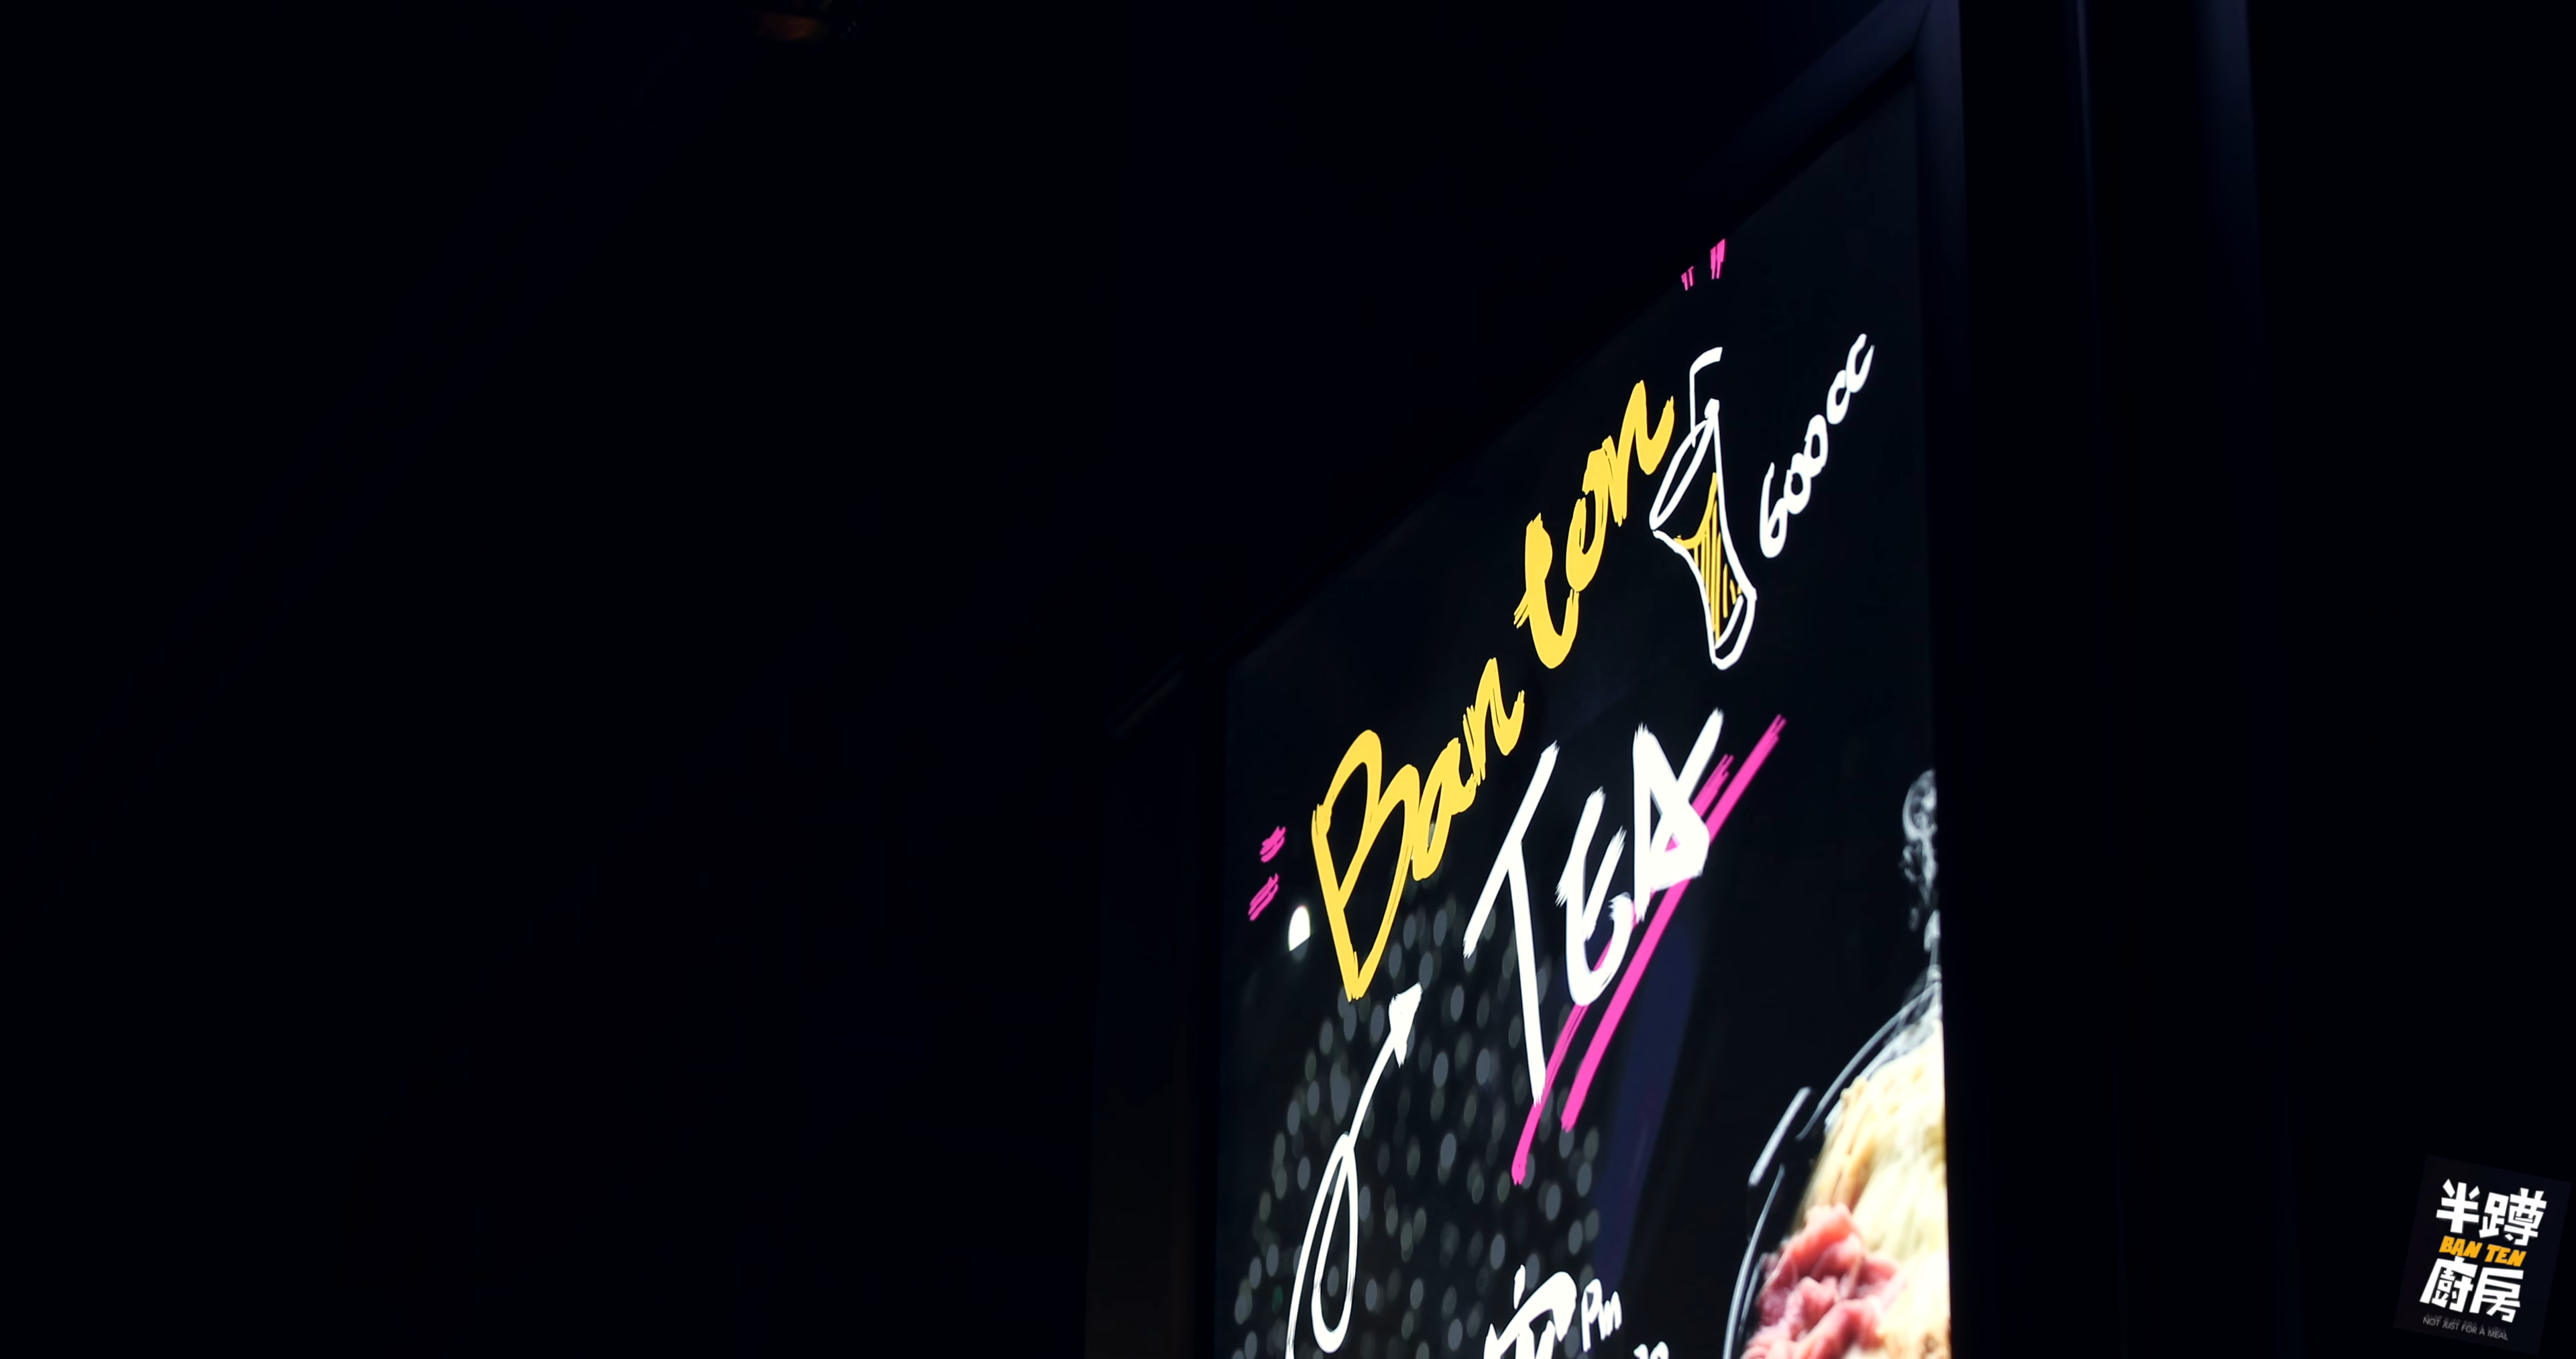 Ban ten
600cc
TEA
半蹲
BAN TEN
廚房
NOT JUST FOR A MEAL